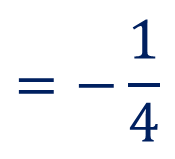 = − 1/4